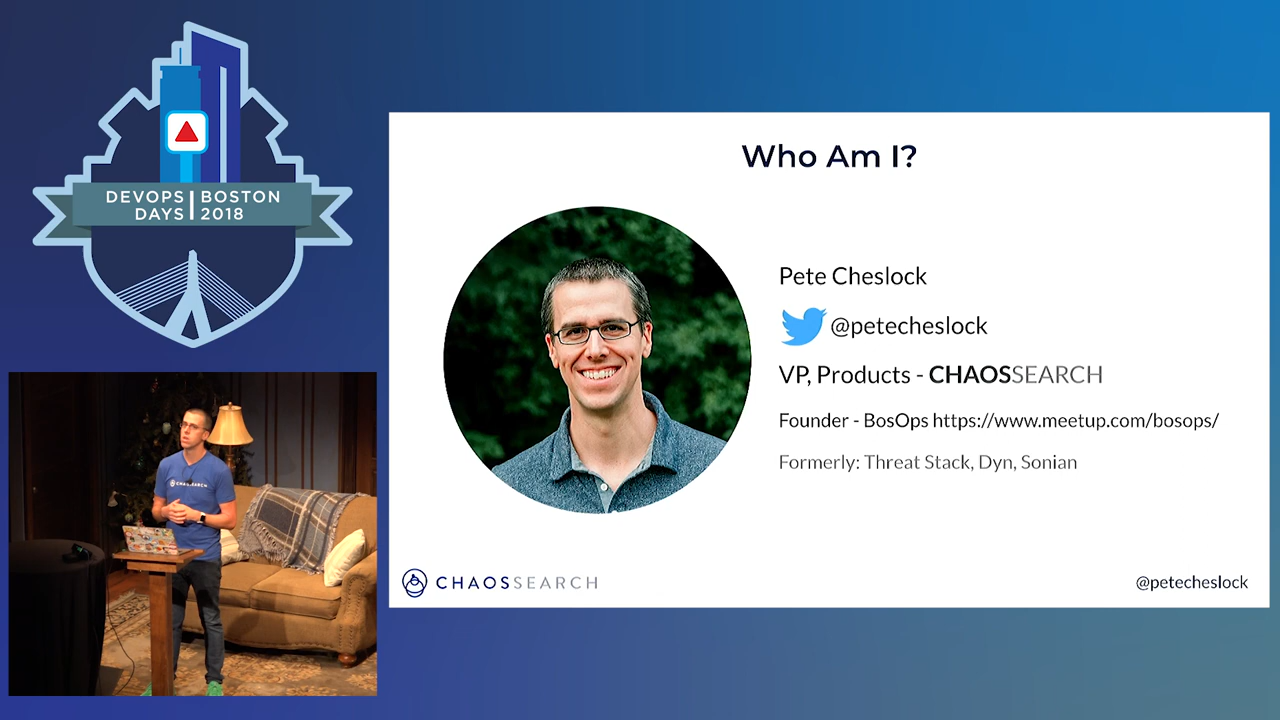 DEVOPS BOSTON
DAYS 2018
Who Am I?
Pete Cheslock
@petecheslock
VP, Products - CHAOSSEARCH
Founder - BosOps https://www.meetup.com/bosops/
Formerly: Threat Stack, Dyn, Sonian
CHAOSSEARCH
@petecheslock
CHAOSSEARCH